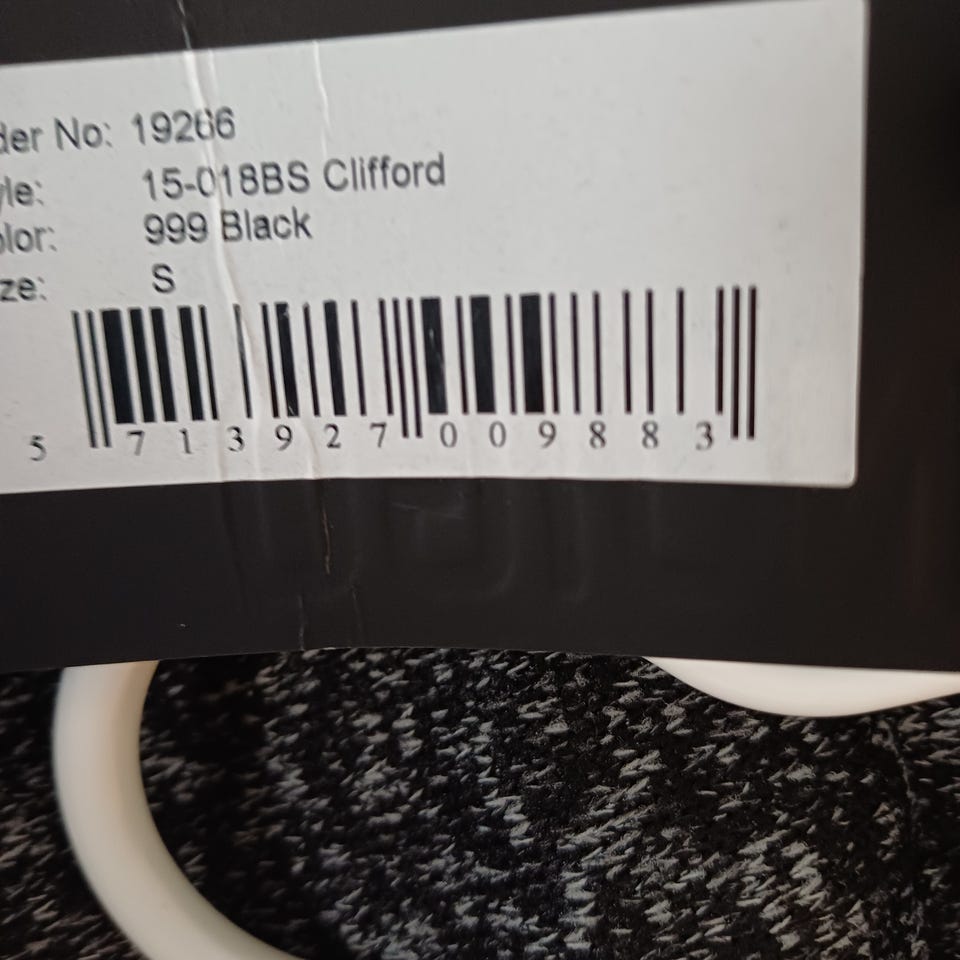 der No: 19266
yle: 15-018BS Clifford
olor: 999 Black
ze: S
5 713927 009883